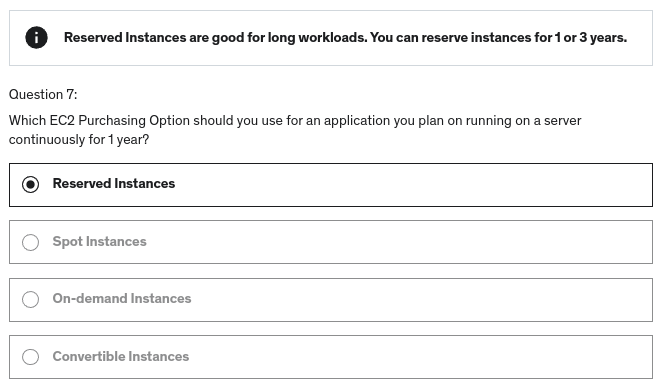 Reserved Instances are good for long workloads. You can reserve instances for 1 or 3 years.
Question 7:
Which EC2 Purchasing Option should you use for an application you plan on running on a server
continuously for 1 year?
Reserved Instances
Spot Instances
On-demand Instances
Convertible Instances